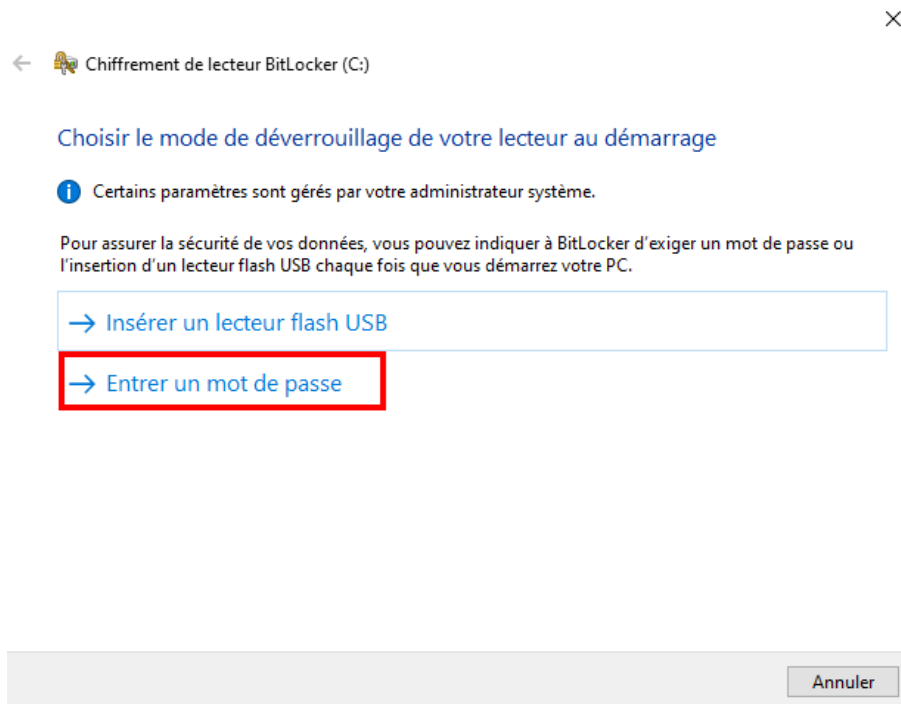 Chiffrement de lecteur BitLocker (C:)
Choisir le mode de déverrouillage de votre lecteur au démarrage
Certains paramètres sont gérés par votre administrateur système.
Pour assurer la sécurité de vos données, vous pouvez indiquer à BitLocker d'exiger un mot de passe ou
l'insertion d'un lecteur flash USB chaque fois que vous démarrez votre PC.
Insérer un lecteur flash USB
Entrer un mot de passe
Annuler